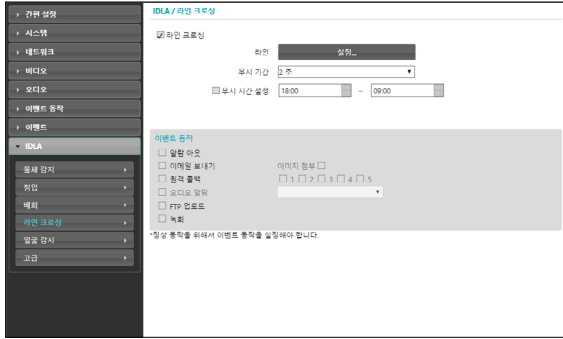 간편 설정
시스템
네트워크
비디오
오디오
이벤트 동작
이벤트
IDLA
물체 감지
침입
배회
라인 크로싱
얼굴 감시
고급
IDLA / 라인 크로싱
라인 크로싱
라인 설정...
무시 기간 2 초
무시 시간 설정 18:00 ~ 09:00
이벤트 동작
알람 아웃
이메일 보내기 이미지 첨부
원격 콜백 1 2 3 4 5
오디오 알림
FTP 업로드
녹화
*정상 동작을 위해서 이벤트 동작을 설정해야 합니다.